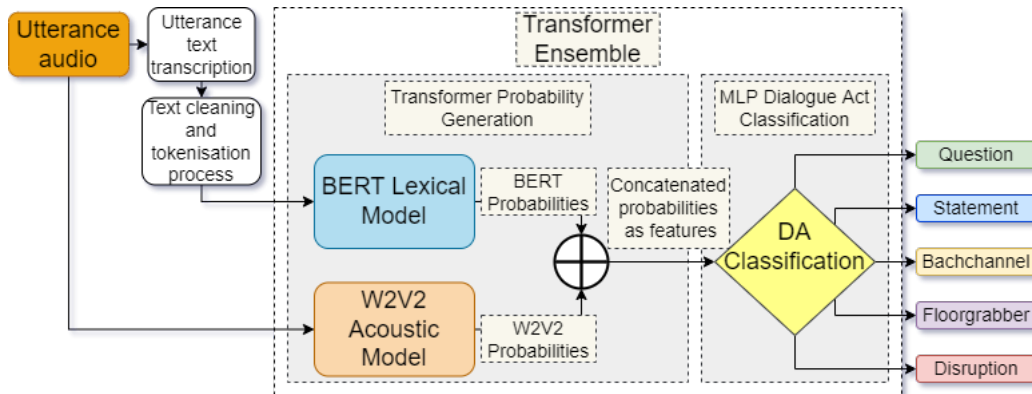 Utterance
audio
Utterance
text
transcription
Text cleaning
and
tokenisation
process
Transformer
Ensemble
Transformer Probability
Generation
MLP Dialogue Act
Classification
BERT Lexical
Model
BERT
Probabilities
Concatenated
probabilities
as features
W2V2
Acoustic
Model
W2V2
Probabilities
DA
Classification
Question
Statement
Bachchannel
Floorgrabber
Disruption